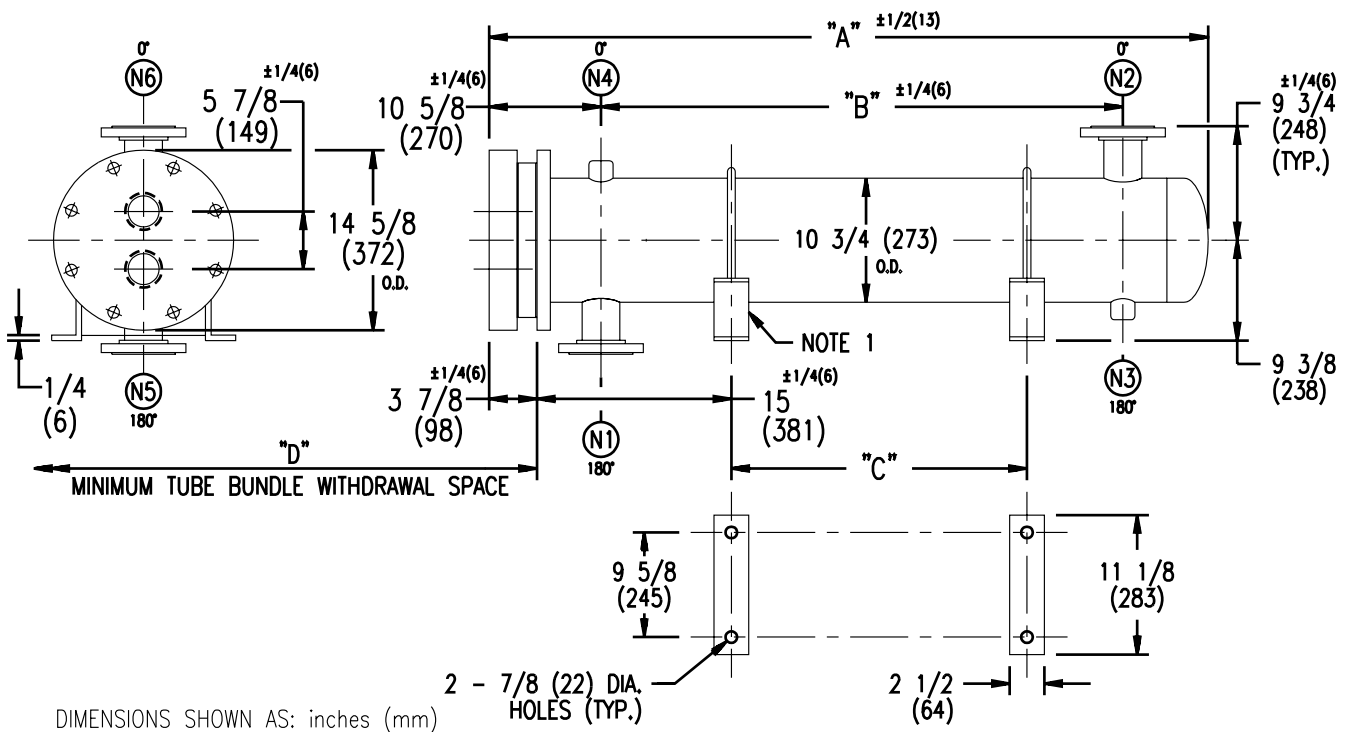 "A" ±1/2(13)
0°
N6
0°
N4
0°
N2
±1/4(6)
5 7/8
(149)
±1/4(6)
10 5/8
(270)
"B" ±1/4(6)
±1/4(6)
9 3/4
(248)
(TYP.)
14 5/8
(372)
O.D.
10 3/4 (273)
O.D.
NOTE 1
1/4
(6)
N5
180°
±1/4(6)
3 7/8
(98)
±1/4(6)
15
(381)
N1
180°
N3
180°
9 3/8
(238)
"D"
MINIMUM TUBE BUNDLE WITHDRAWAL SPACE
"C"
9 5/8
(245)
11 1/8
(283)
2 - 7/8 (22) DIA.
HOLES (TYP.)
2 1/2
(64)
DIMENSIONS SHOWN AS: inches (mm)